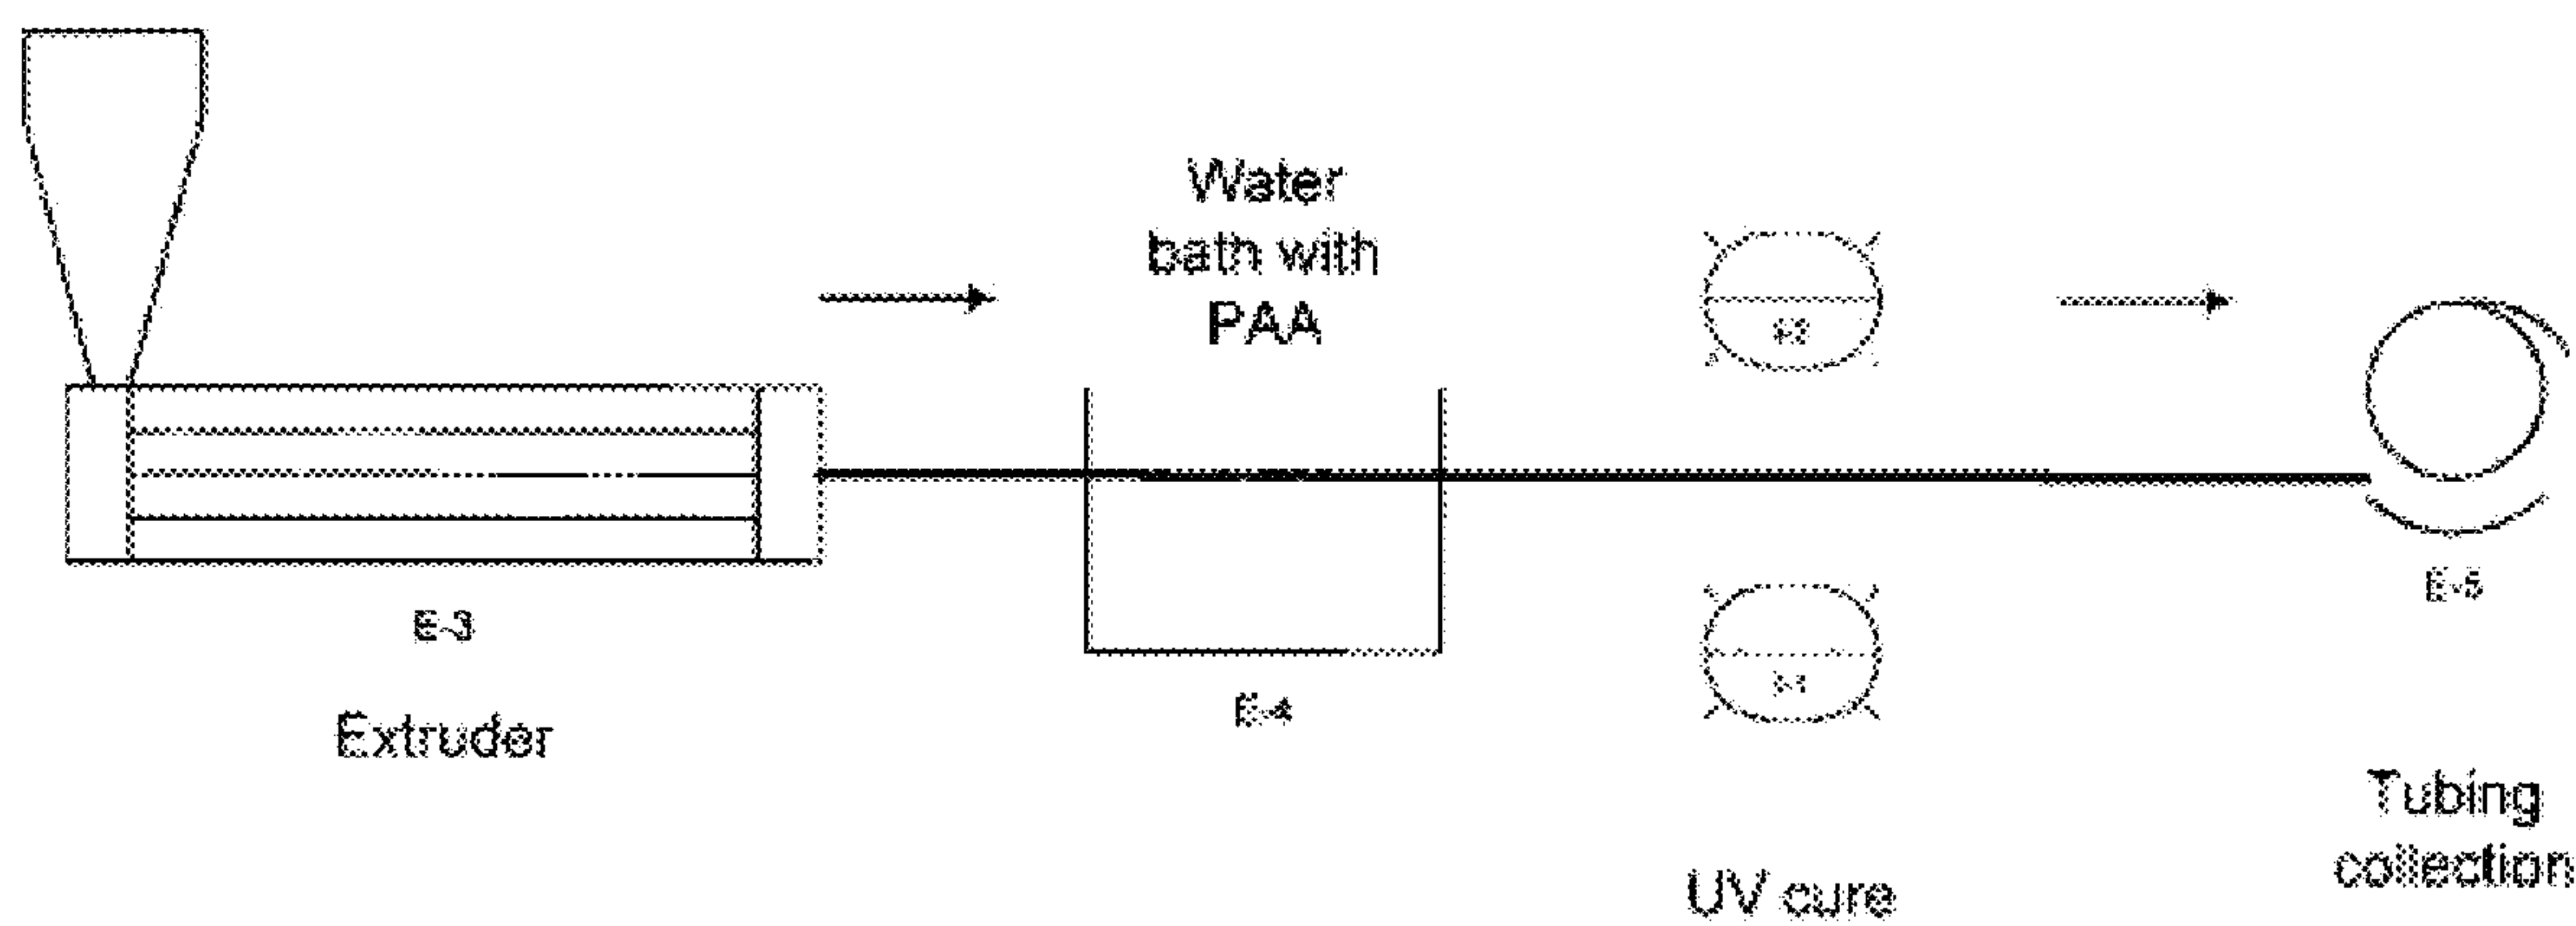 Water
bath with
PAA
E-3
Extruder
E-4
UV cure
E-5
Tubing
collection